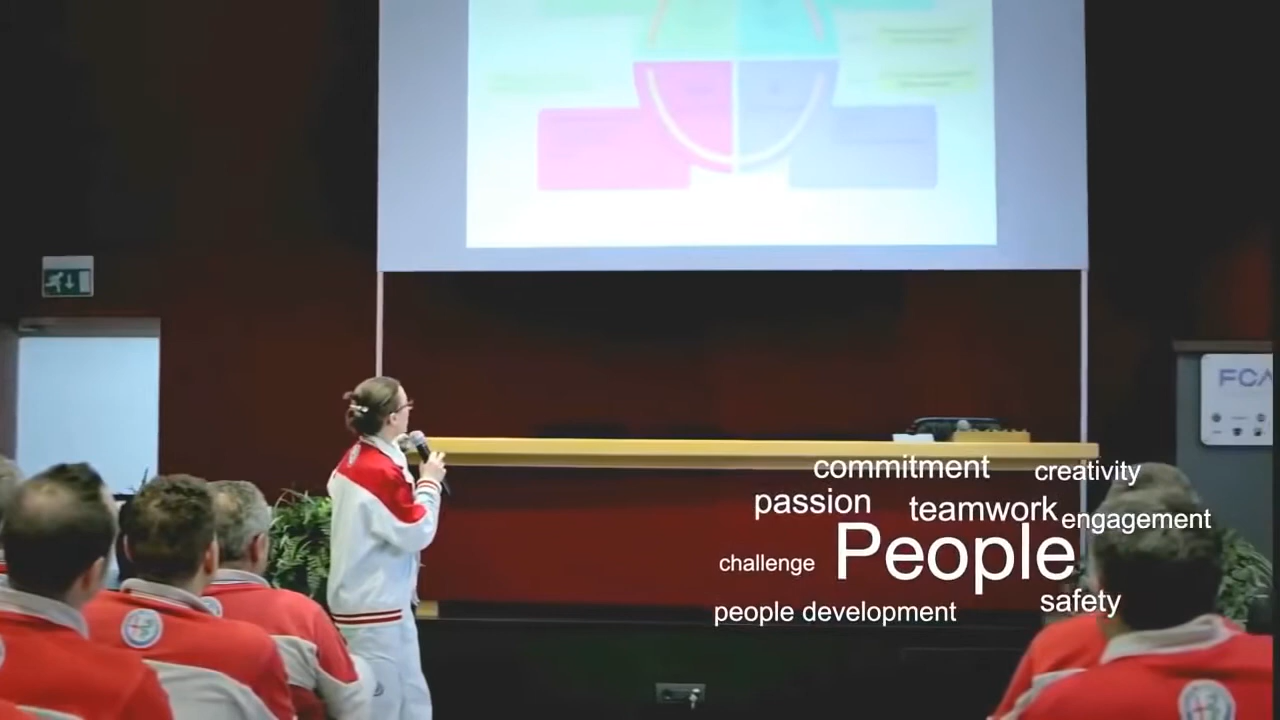 FCA
commitment
creativity
passion
teamwork
engagement
challenge
People
people development
safety